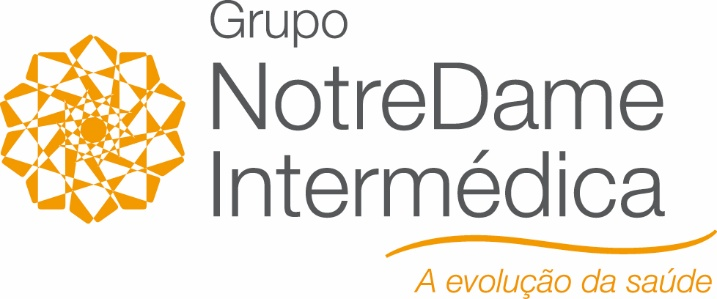 Grupo
NotreDame
Intermédica
A evolução da saúde